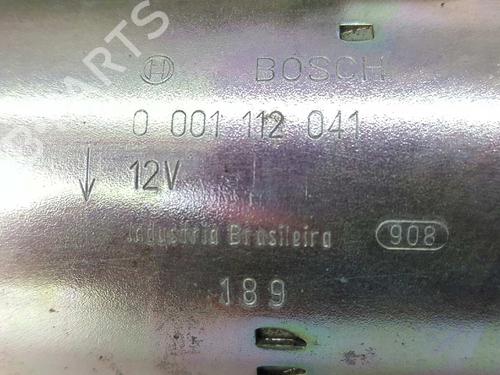 BOSCH
0 001 112 041
12V
Industria Brasileira
908
189